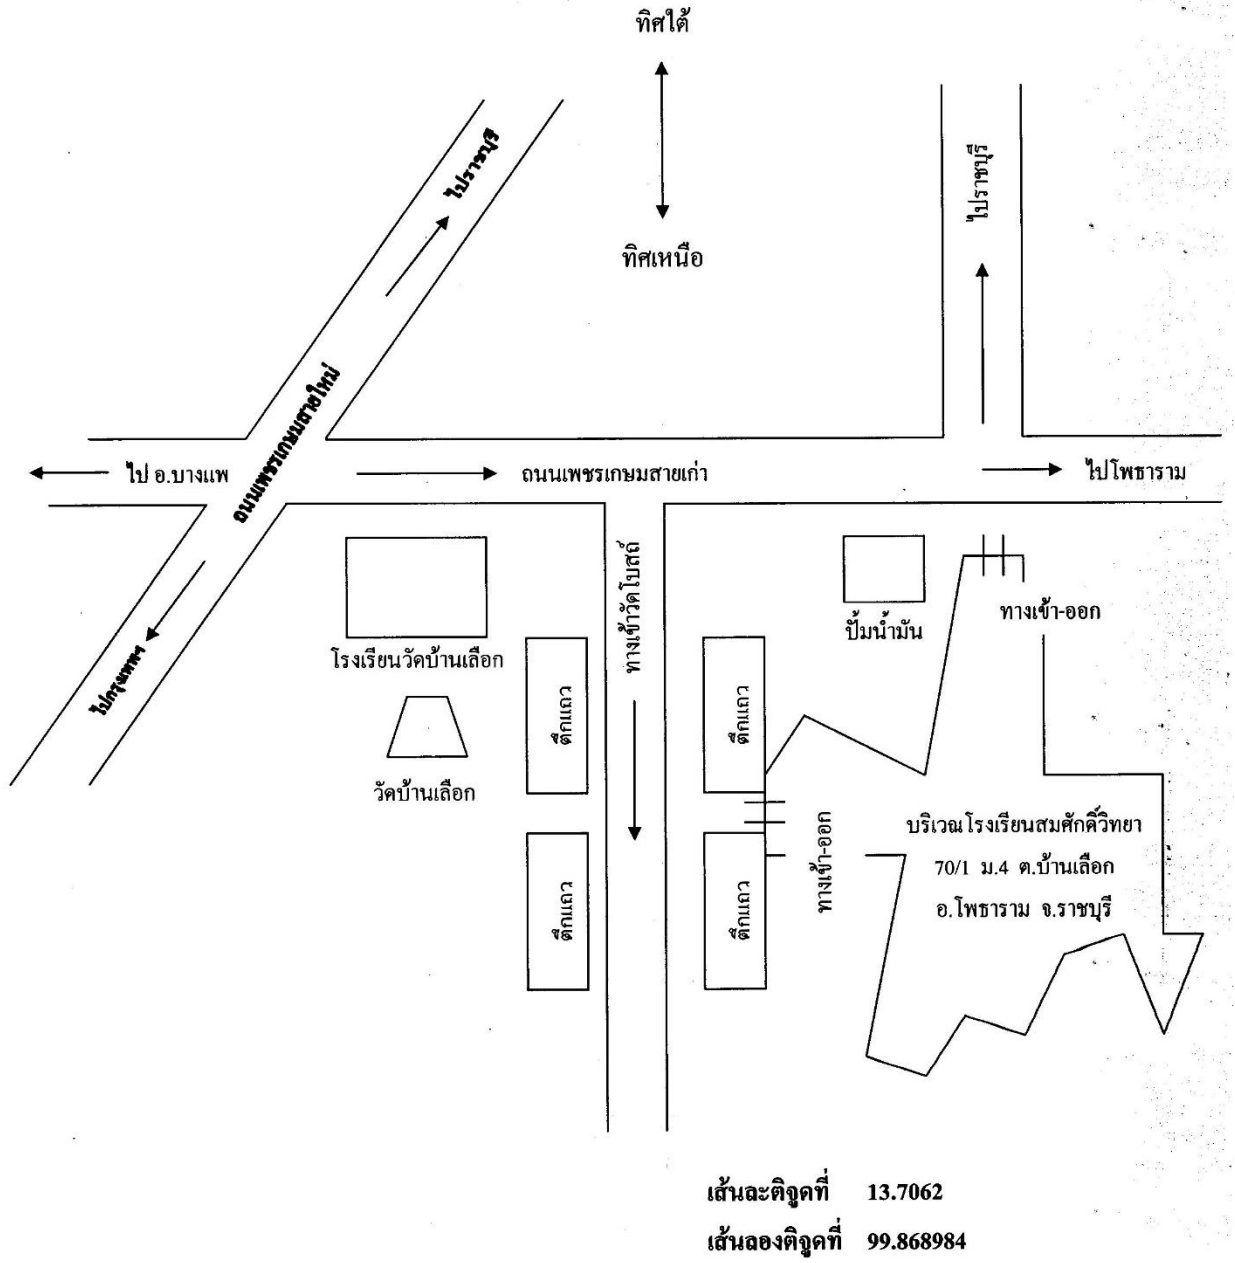 ทิศใต้
ไปราชบุรี
ไปราชบุรี
ทิศเหนือ
ถนนเพชรเกษมสายใหม่
ไป อ.บางแพ
ถนนเพชรเกษมสายเก่า
ไปโพธาราม
ทางเข้าวัดโบสถ์
ทางเข้า-ออก
ปั้มน้ำมัน
โรงเรียนวัดบ้านเลือก
ไปกรุงเทพฯ
ตึกแถว
ตึกแถว
วัดบ้านเลือก
บริเวณโรงเรียนสมศักดิ์วิทยา
70/1 ม.4 ต.บ้านเลือก
อ.โพธาราม จ.ราชบุรี
ทางเข้า-ออก
ตึกแถว
ตึกแถว
เส้นละติจูดที่ 13.7062
เส้นลองติจูดที่ 99.868984